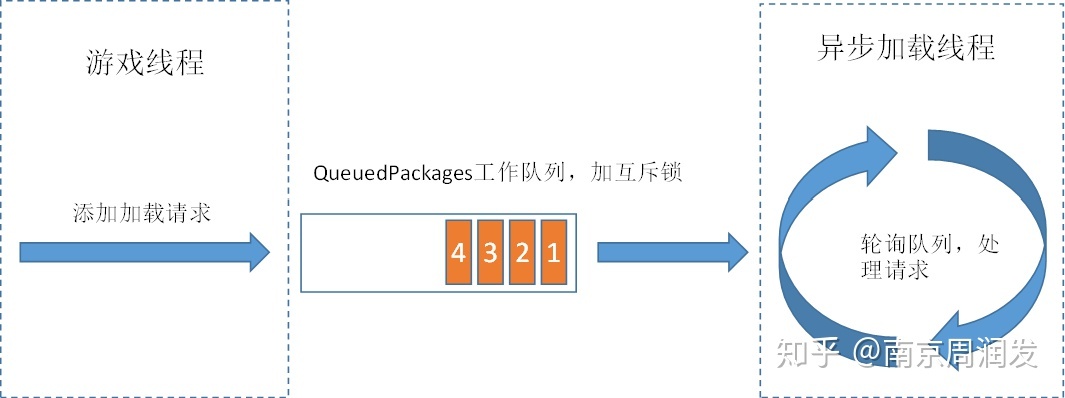 游戏线程
异步加载线程
QueuedPackages工作队列，加互斥锁
添加加载请求
4 3 2 1
轮询队列，处
理请求
知乎 @南京周润发